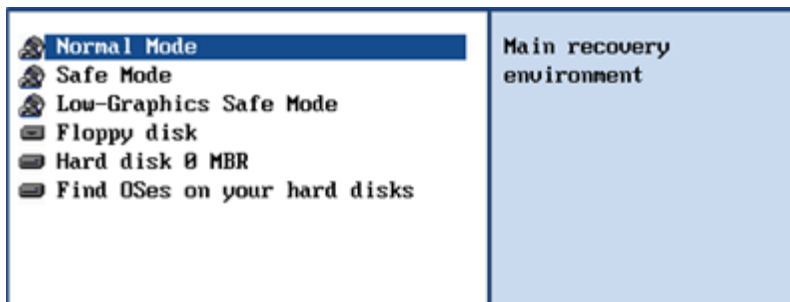 Normal Mode
Safe Mode
Low-Graphics Safe Mode
Floppy disk
Hard disk 0 MBR
Find OSes on your hard disks
Main recovery
environment